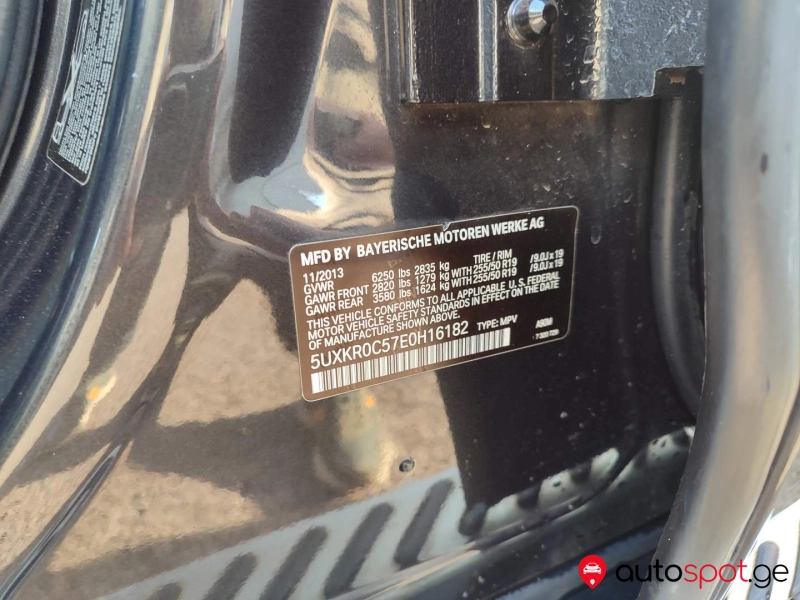 MFD BY BAYERISCHE MOTOREN WERKE AG
11/2013 TIRE / RIM
GVWR 6250 lbs 2835 kg
GAWR FRONT 2820 lbs 1279 kg WITH 255/50 R19 /9.0J x 19
GAWR REAR 3580 lbs 1624 kg WITH 255/50 R19 /9.0J x 19
THIS VEHICLE CONFORMS TO ALL APPLICABLE U.S. FEDERAL
MOTOR VEHICLE SAFETY STANDARDS IN EFFECT ON THE DATE
OF MANUFACTURE SHOWN ABOVE.
5UXKR0C57E0H16182 TYPE: MPV
autospot.ge